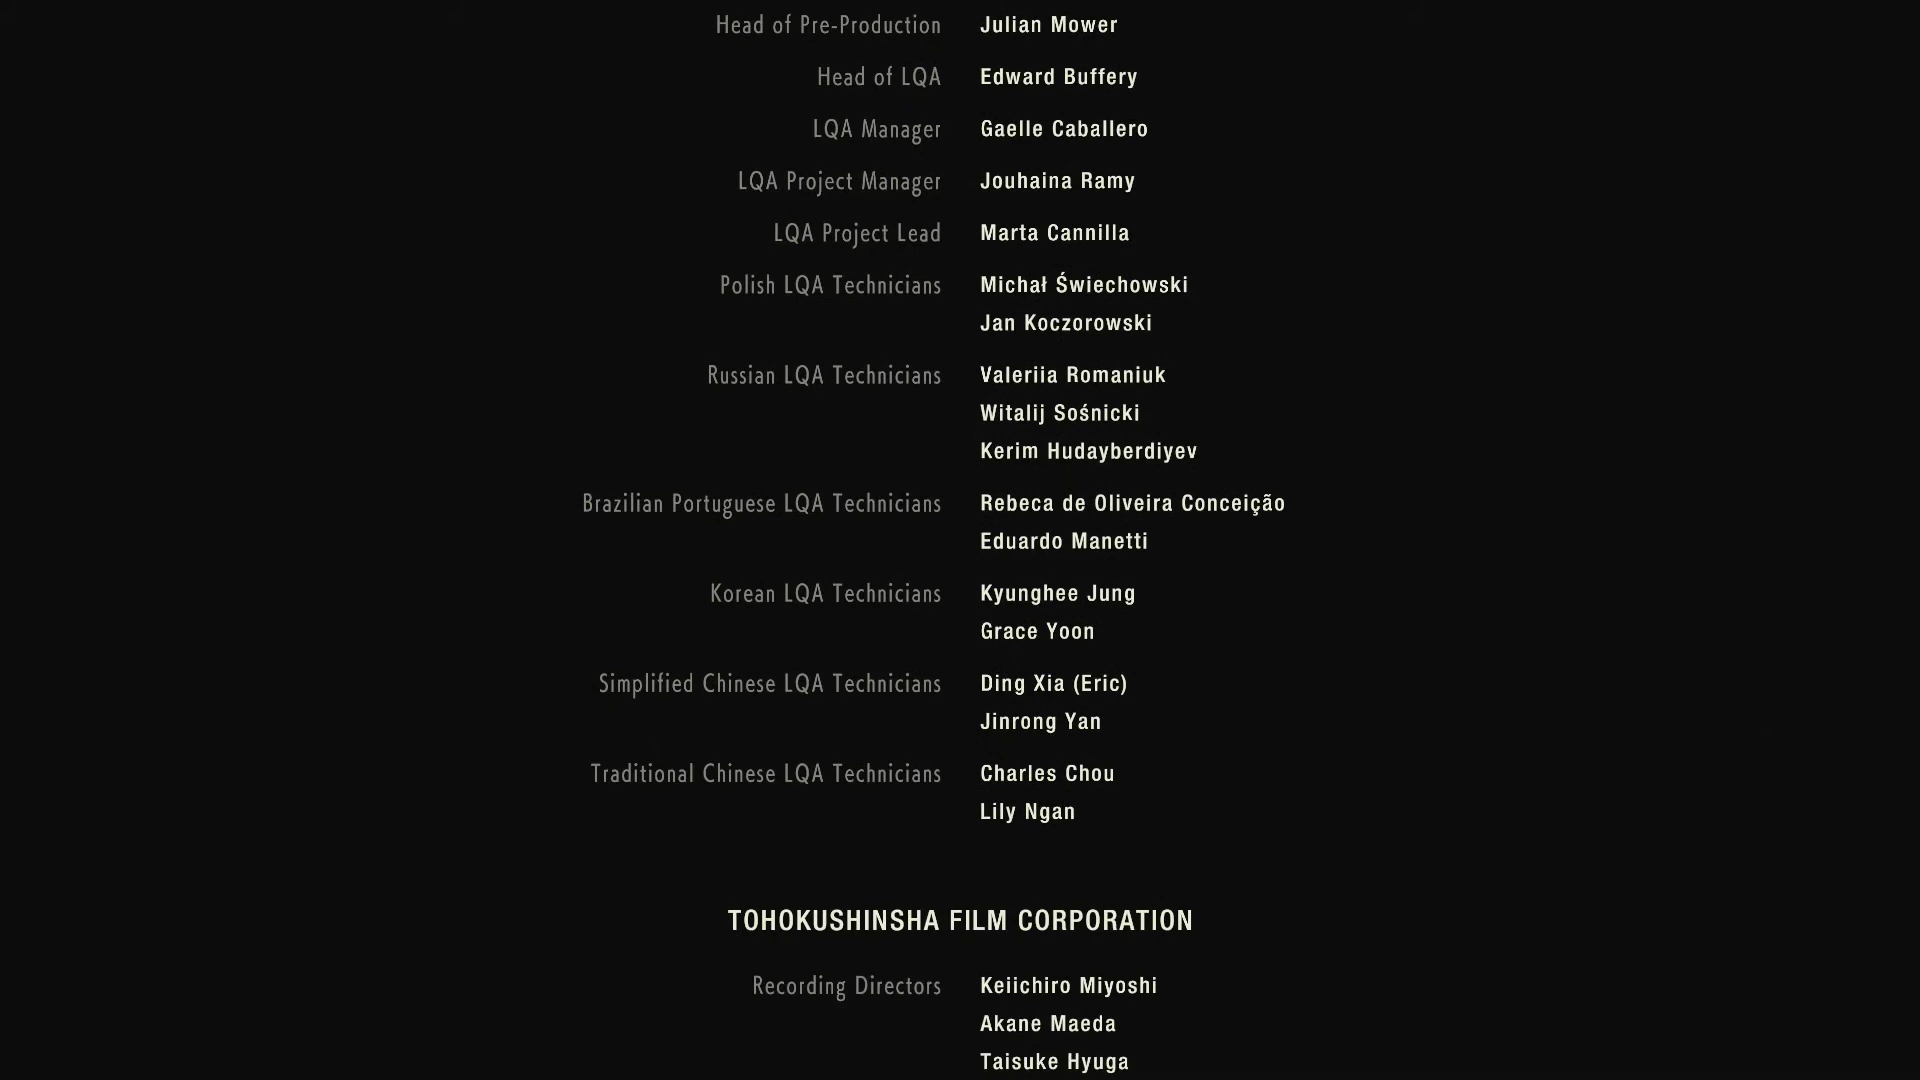 Head of Pre-Production Julian Mower
Head of LQA Edward Buffery
LQA Manager Gaelle Caballero
LQA Project Manager Jouhaina Ramy
LQA Project Lead Marta Cannilla
Polish LQA Technicians Michał Świechowski
Jan Koczorowski
Russian LQA Technicians Valeriia Romaniuk
Witalij Sośnicki
Kerim Hudayberdiyev
Brazilian Portuguese LQA Technicians Rebeca de Oliveira Conceição
Eduardo Manetti
Korean LQA Technicians Kyunghee Jung
Grace Yoon
Simplified Chinese LQA Technicians Ding Xia (Eric)
Jinrong Yan
Traditional Chinese LQA Technicians Charles Chou
Lily Ngan
TOHOKUSHINSHA FILM CORPORATION
Recording Directors Keiichiro Miyoshi
Akane Maeda
Taisuke Hyuga